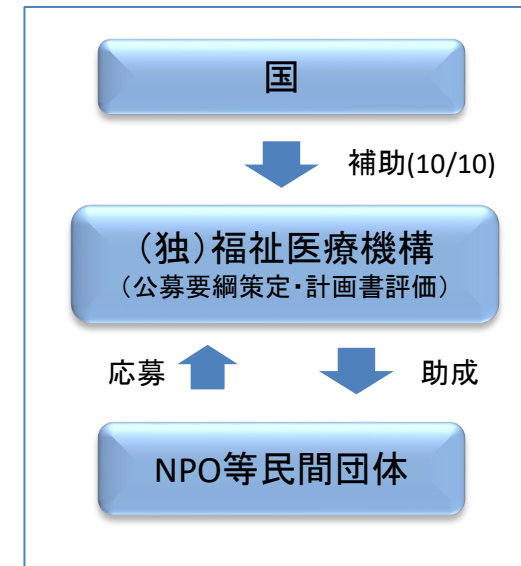 国
補助(10/10)
（独）福祉医療機構
（公募要綱策定・計画書評価）
応募
助成
NPO等民間団体